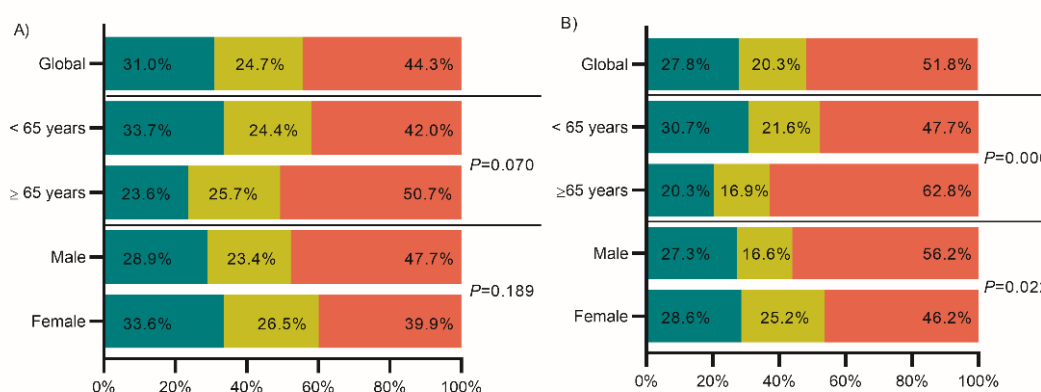 A)
Global 31.0% 24.7% 44.3%
< 65 years 33.7% 24.4% 42.0%
P=0.070
≥ 65 years 23.6% 25.7% 50.7%
Male 28.9% 23.4% 47.7%
P=0.189
Female 33.6% 26.5% 39.9%
0% 20% 40% 60% 80% 100%
B)
Global 27.8% 20.3% 51.8%
< 65 years 30.7% 21.6% 47.7%
P=0.00
≥65 years 20.3% 16.9% 62.8%
Male 27.3% 16.6% 56.2%
P=0.02
Female 28.6% 25.2% 46.2%
0% 20% 40% 60% 80% 100%